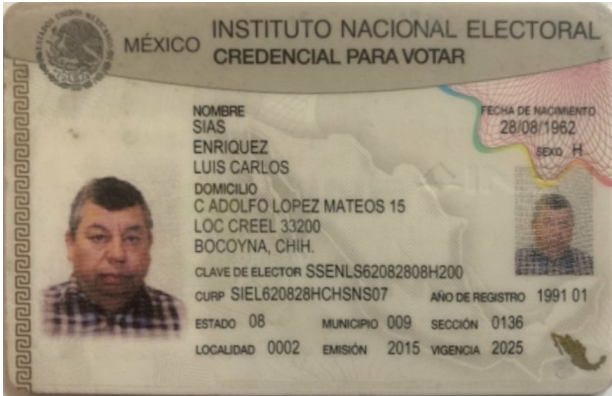 MÉXICO
INSTITUTO NACIONAL ELECTORAL
CREDENCIAL PARA VOTAR
NOMBRE
SIAS
ENRIQUEZ
LUIS CARLOS
FECHA DE NACIMIENTO
28/08/1962
SEXO H
DOMICILIO
C ADOLFO LOPEZ MATEOS 15
LOC CREEL 33200
BOCOYNA, CHIH.
CLAVE DE ELECTOR SSENLS62082808H200
CURP SIEL620828HCHSNS07 AÑO DE REGISTRO 1991 01
ESTADO 08 MUNICIPIO 009 SECCIÓN 0136
LOCALIDAD 0002 EMISIÓN 2015 VIGENCIA 2025